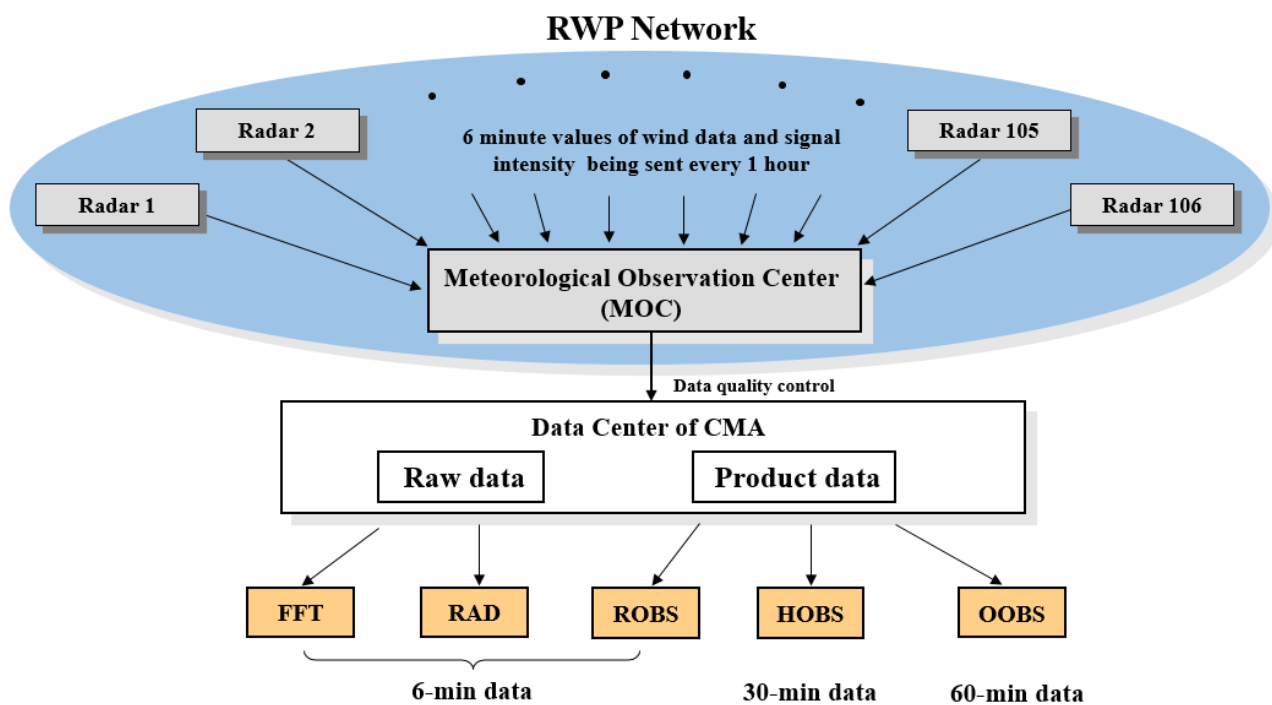 RWP Network
Radar 2
6 minute values of wind data and signal
intensity being sent every 1 hour
Radar 105
Radar 1
Radar 106
Meteorological Observation Center
(MOC)
Data quality control
Data Center of CMA
Raw data
Product data
FFT
RAD
ROBS
HOBS
OOBS
6-min data
30-min data
60-min data